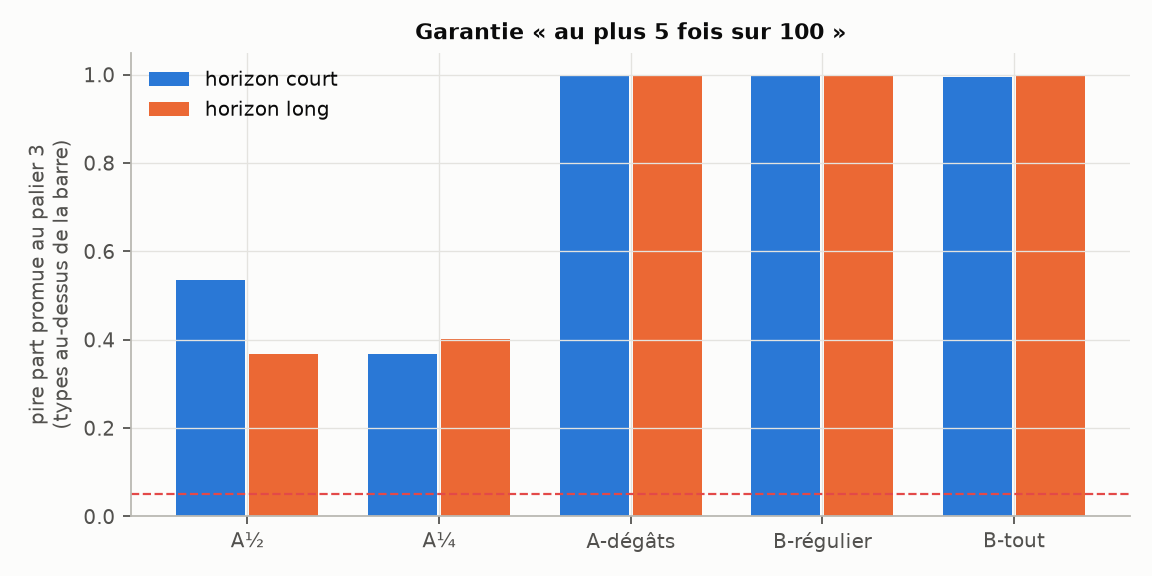 Garantie « au plus 5 fois sur 100 »
horizon court
horizon long
pire part promue au palier 3
(types au-dessus de la barre)
1.0
0.8
0.6
0.4
0.2
0.0
A½
A¼
A-dégâts
B-régulier
B-tout